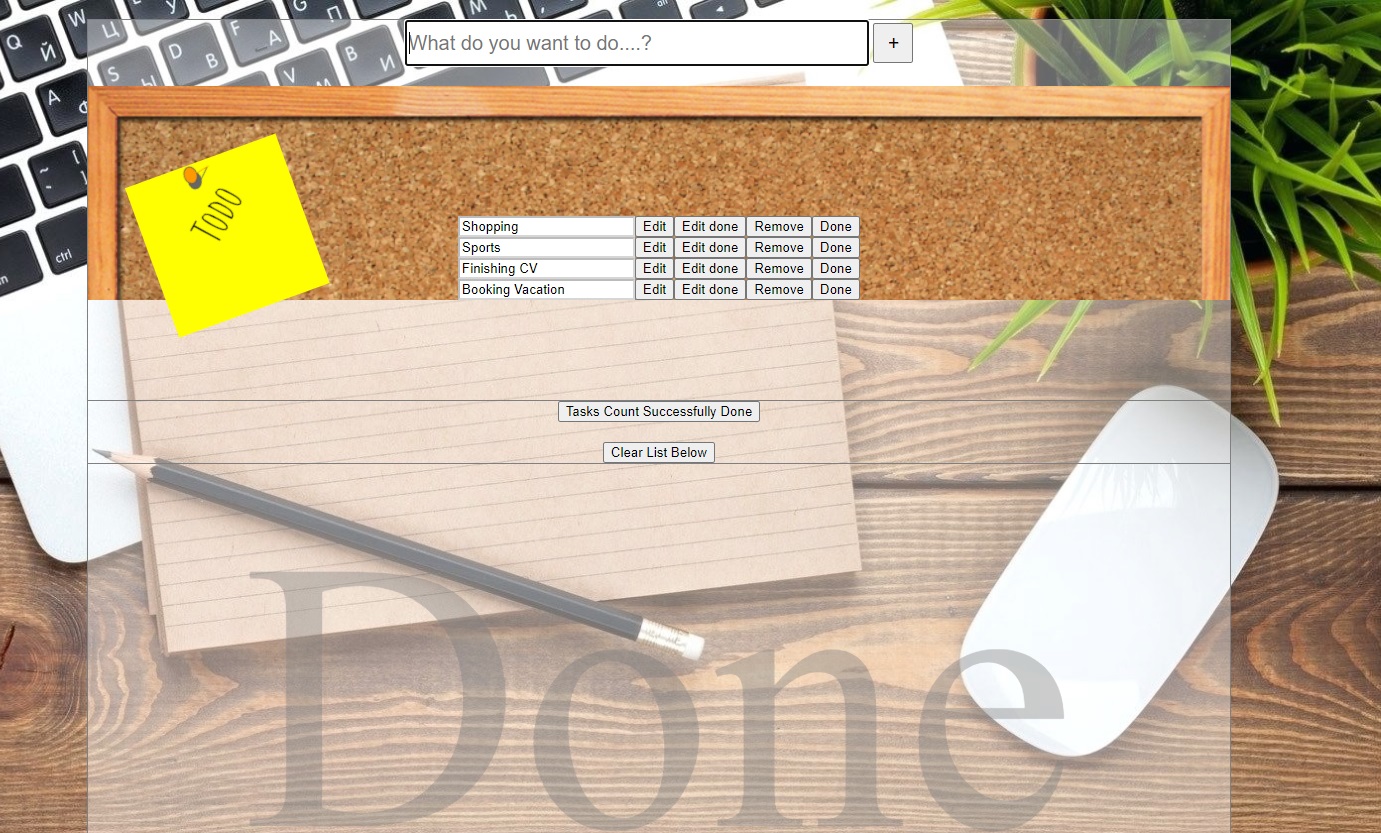 Q Й
W Ц
П
М
alt
S Ы
D В
F А
V М
В И
A Ф
ctrl
What do you want to do....?
+
TODO
Shopping Edit Edit done Remove Done
Sports Edit Edit done Remove Done
Finishing CV Edit Edit done Remove Done
Booking Vacation Edit Edit done Remove Done
Tasks Count Successfully Done
Clear List Below
Done